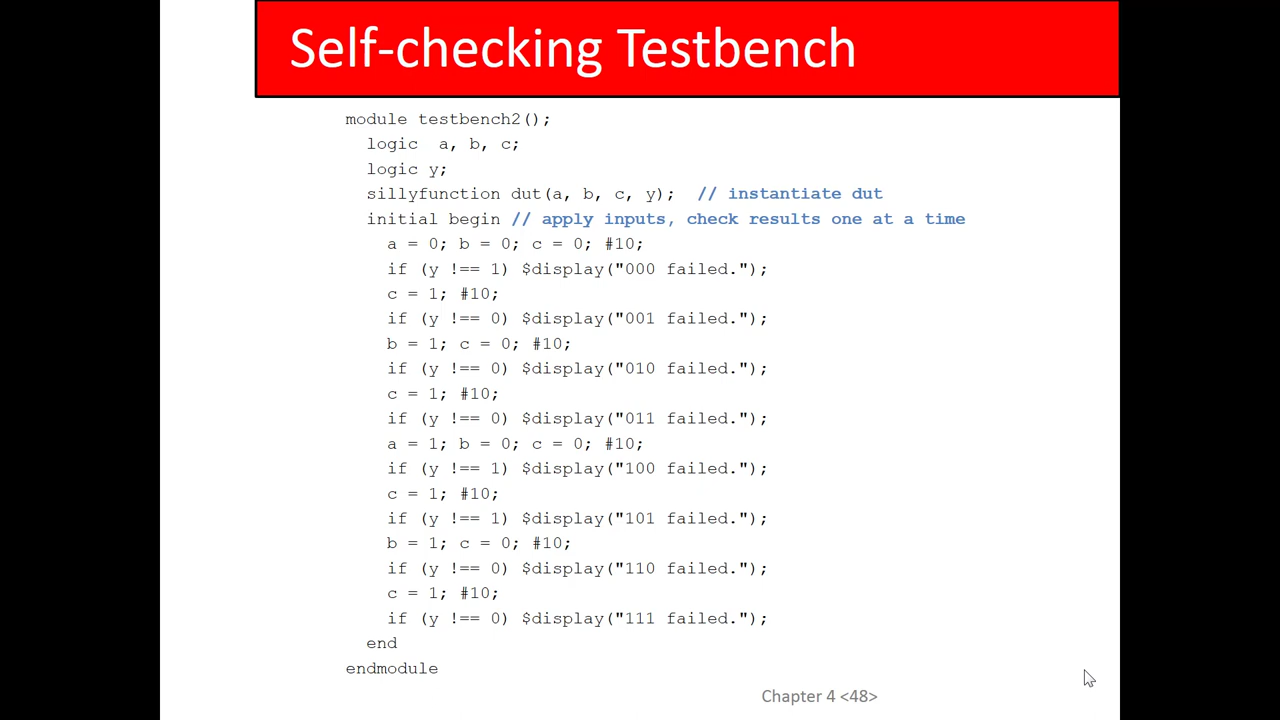 Self-checking Testbench
module testbench2();
logic  a, b, c;
logic y;
sillyfunction dut(a, b, c, y);  // instantiate dut
initial begin // apply inputs, check results one at a time
a = 0; b = 0; c = 0; #10;
if (y !== 1) $display("000 failed.");
c = 1; #10;
if (y !== 0) $display("001 failed.");
b = 1; c = 0; #10;
if (y !== 0) $display("010 failed.");
c = 1; #10;
if (y !== 0) $display("011 failed.");
a = 1; b = 0; c = 0; #10;
if (y !== 1) $display("100 failed.");
c = 1; #10;
if (y !== 1) $display("101 failed.");
b = 1; c = 0; #10;
if (y !== 0) $display("110 failed.");
c = 1; #10;
if (y !== 0) $display("111 failed.");
end
endmodule
Chapter 4 <48>